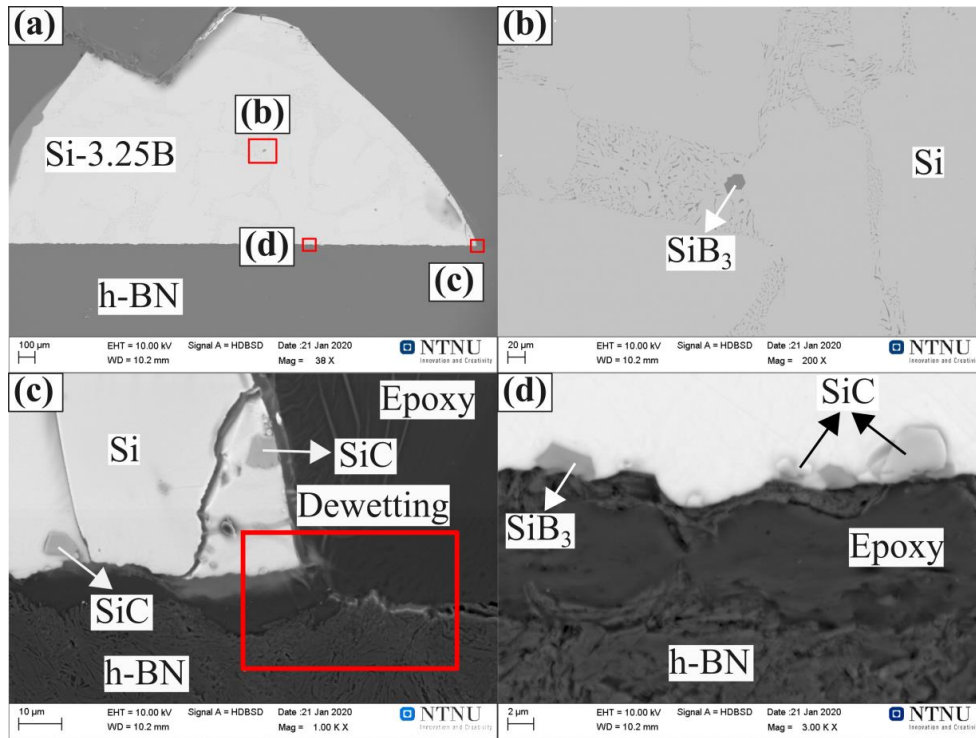 (a)
(b)
Si-3.25B
(d)
(c)
h-BN
100 µm
EHT = 10.00 kV
WD = 10.2 mm
Signal A = HDBSD
Date :21 Jan 2020
Mag = 38 X
NTNU
Innovation and Creativity
(b)
Si
SiB₃
20 µm
EHT = 10.00 kV
WD = 10.2 mm
Signal A = HDBSD
Date :21 Jan 2020
Mag = 200 X
NTNU
Innovation and Creativity
(c)
Epoxy
Si
SiC
Dewetting
SiC
h-BN
10 µm
EHT = 10.00 kV
WD = 10.2 mm
Signal A = HDBSD
Date :21 Jan 2020
Mag = 1.00 K X
NTNU
Innovation and Creativity
(d)
SiC
SiB₃
Epoxy
h-BN
2 µm
EHT = 10.00 kV
WD = 10.2 mm
Signal A = HDBSD
Date :21 Jan 2020
Mag = 3.00 K X
NTNU
Innovation and Creativity